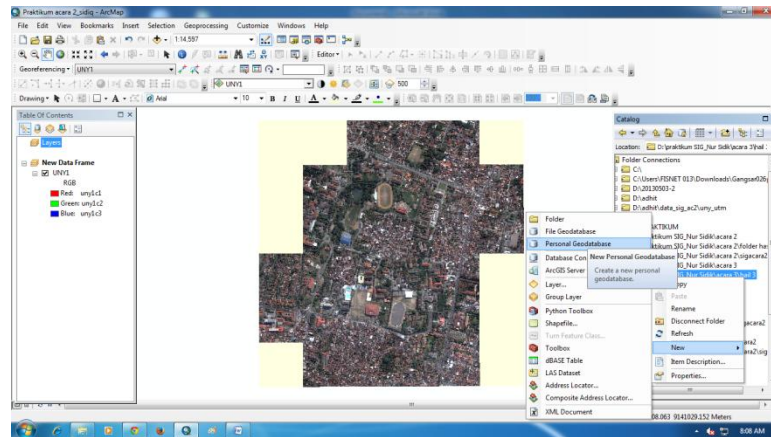 Praktikum acara 2_sidiq - ArcMap
File Edit View Bookmarks Insert Selection Geoprocessing Customize Windows Help
1:14,597
Editor
Georeferencing UNY1
UNY1
500
Drawing
Arial
10
B I U
A
Table Of Contents
Layers
New Data Frame
UNY1
RGB
Red: uny1c1
Green: uny1c2
Blue: uny1c3
Catalog
Location: D:\praktikum SIG_Nur Sidik\acara 3\hail
Folder Connections
C:\
C:\Users\FISNET 013\Downloads\Gangsar026
D:\20130503-2
D:\adhit
D:\adhit\data_sig_ac2\uny_utm
Folder
File Geodatabase
Personal Geodatabase
Database Con
ArcGIS Server
Layer...
Group Layer
Python Toolbox
Shapefile...
Turn Feature Class...
Toolbox
dBASE Table
LAS Dataset
Address Locator...
Composite Address Locator...
XML Document
New Personal Geodatabase
Create a new personal
geodatabase.
Paste
Rename
Disconnect Folder
Refresh
New
Item Description...
Properties...
9141029.152 Meters
8:08 AM